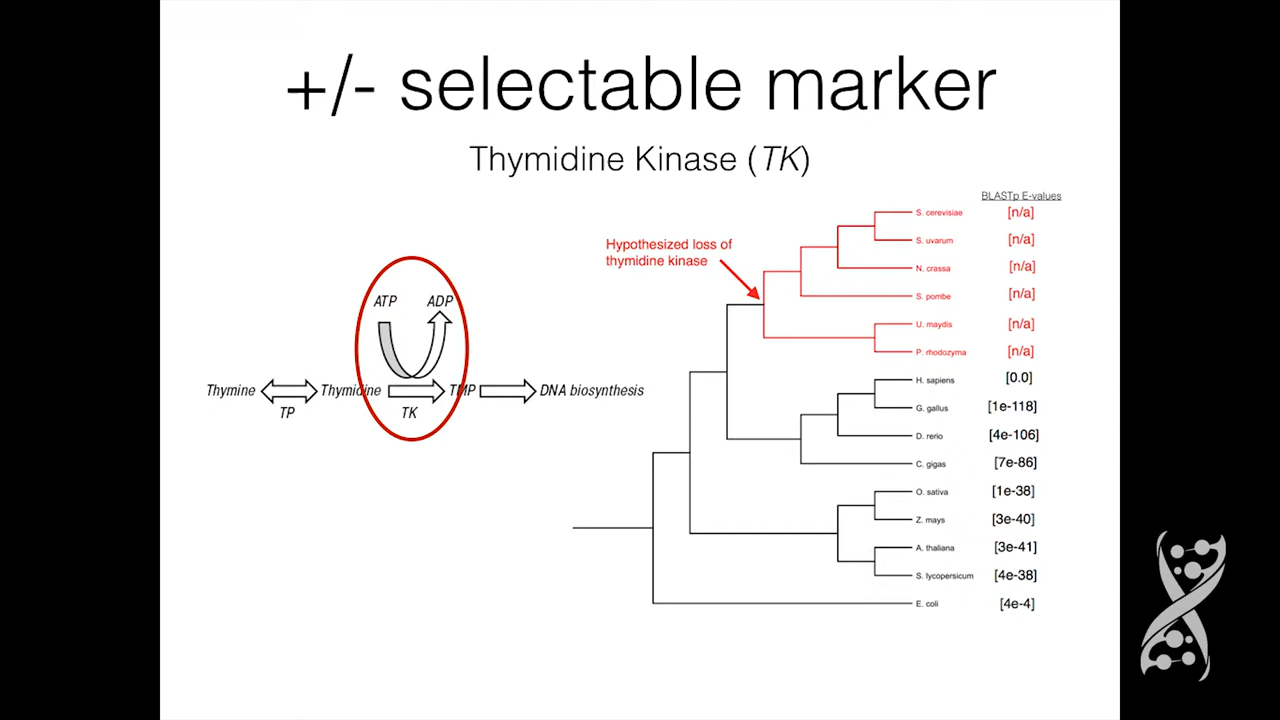 +/- selectable marker
Thymidine Kinase (TK)
ATP
ADP
Thymine
Thymidine
TMP
DNA biosynthesis
TP
TK
Hypothesized loss of
thymidine kinase
BLASTp E-values
S. cerevisiae [n/a]
S. uvarum [n/a]
N. crassa [n/a]
S. pombe [n/a]
U. maydis [n/a]
P. rhodozyma [n/a]
H. sapiens [0.0]
G. gallus [1e-118]
D. rerio [4e-106]
C. gigas [7e-86]
O. sativa [1e-38]
Z. mays [3e-40]
A. thaliana [3e-41]
S. lycopersicum [4e-38]
E. coli [4e-4]